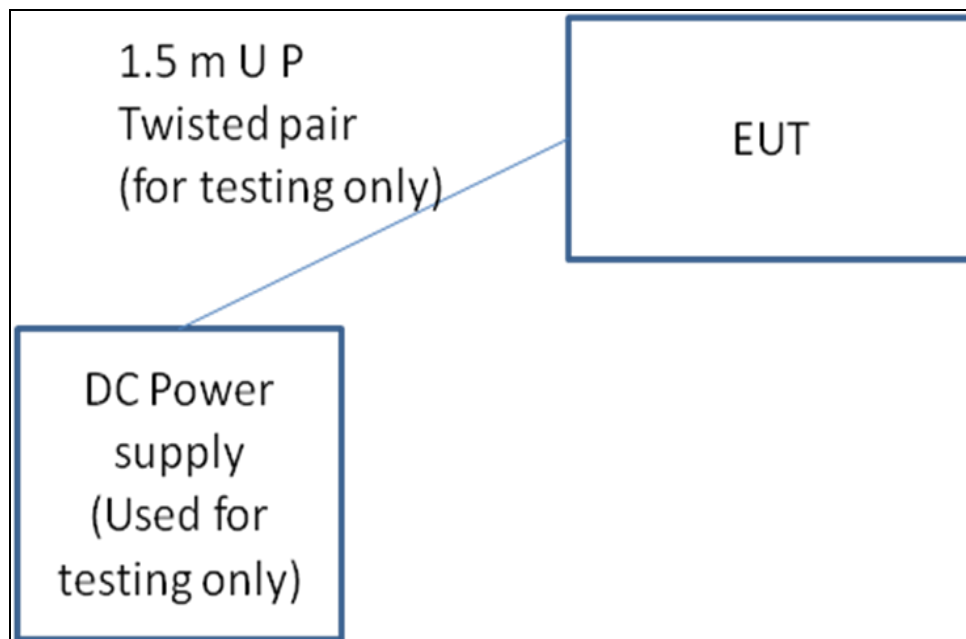 1.5 m U P
Twisted pair
(for testing only)
EUT
DC Power
supply
(Used for
testing only)